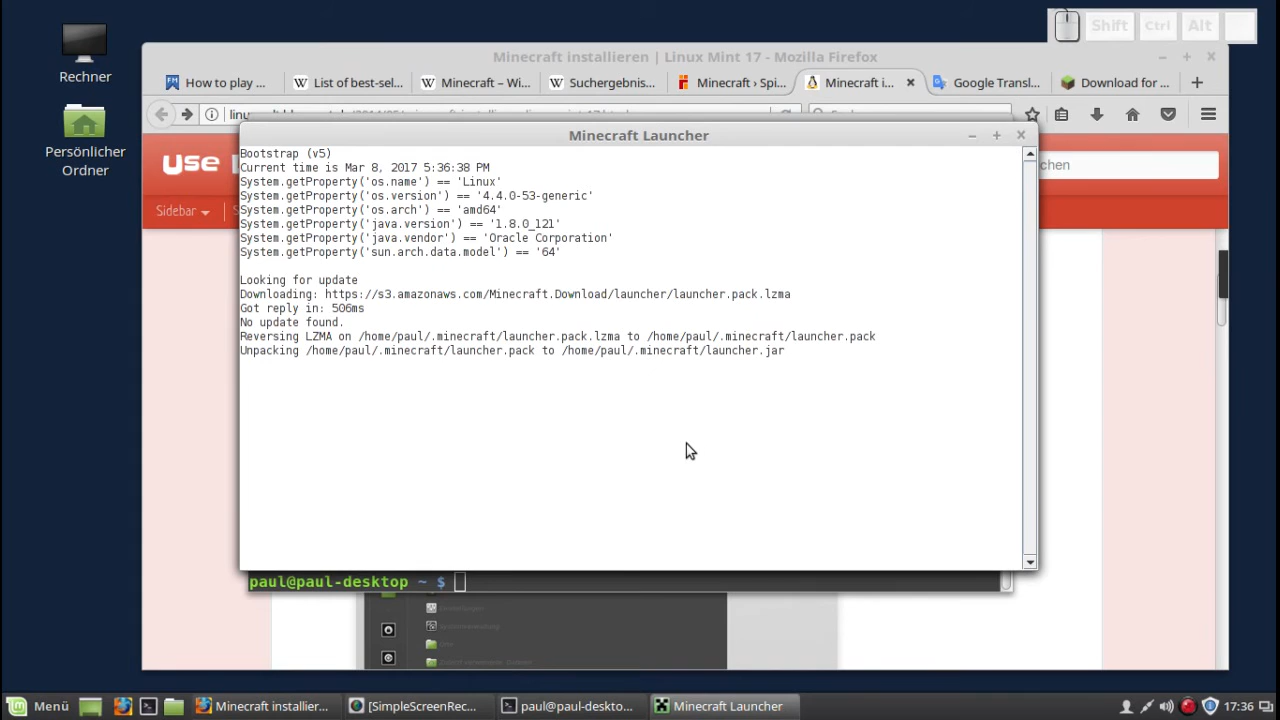 Shift Ctrl Alt
Rechner
Persönlicher
Ordner
Minecraft installieren | Linux Mint 17 - Mozilla Firefox
How to play ...
List of best-sel...
Minecraft – Wi...
Suchergebnis...
Minecraft › Spi...
Minecraft i...
Google Transl...
Download for ...
Minecraft Launcher
Use
chen
Sidebar
Bootstrap (v5)
Current time is Mar 8, 2017 5:36:38 PM
System.getProperty('os.name') == 'Linux'
System.getProperty('os.version') == '4.4.0-53-generic'
System.getProperty('os.arch') == 'amd64'
System.getProperty('java.version') == '1.8.0_121'
System.getProperty('java.vendor') == 'Oracle Corporation'
System.getProperty('sun.arch.data.model') == '64'
Looking for update
Downloading: https://s3.amazonaws.com/Minecraft.Download/launcher/launcher.pack.lzma
Got reply in: 506ms
No update found.
Reversing LZMA on /home/paul/.minecraft/launcher.pack.lzma to /home/paul/.minecraft/launcher.pack
Unpacking /home/paul/.minecraft/launcher.pack to /home/paul/.minecraft/launcher.jar
paul@paul-desktop ~ $
Menü
Minecraft installier...
[SimpleScreenRec...
paul@paul-deskto...
Minecraft Launcher
17:36